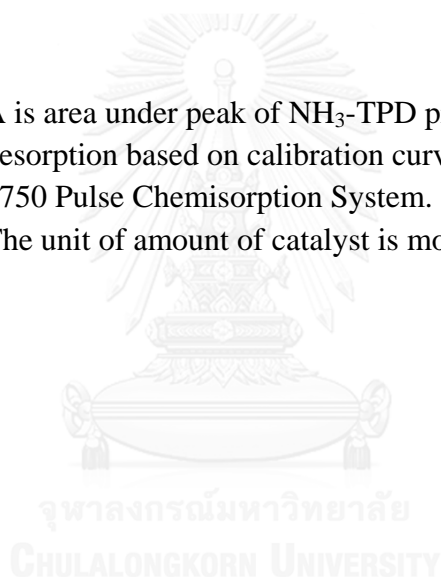 A is area under peak of NH₃-TPD p
esorption based on calibration curv
750 Pulse Chemisorption System.
The unit of amount of catalyst is mo
จุฬาลงกรณ์มหาวิทยาลัย
CHULALONGKORN UNIVERSITY